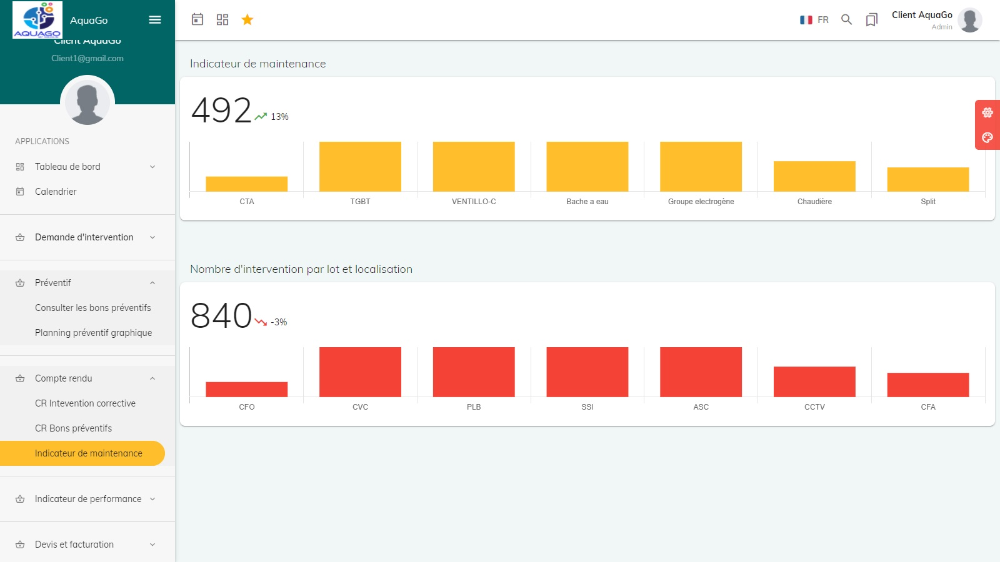 AQUAGO
AquaGo
Client AquaGo
Client1@gmail.com
APPLICATIONS
Tableau de bord
Calendrier
Demande d'intervention
Préventif
Consulter les bons préventifs
Planning préventif graphique
Compte rendu
CR Intevention corrective
CR Bons préventifs
Indicateur de maintenance
Indicateur de performance
Devis et facturation
FR
Client AquaGo
Admin
Indicateur de maintenance
492 13%
CTA TGBT VENTILLO-C Bache a eau Groupe electrogène Chaudière Split
Nombre d'intervention par lot et localisation
840 -3%
CFO CVC PLB SSI ASC CCTV CFA